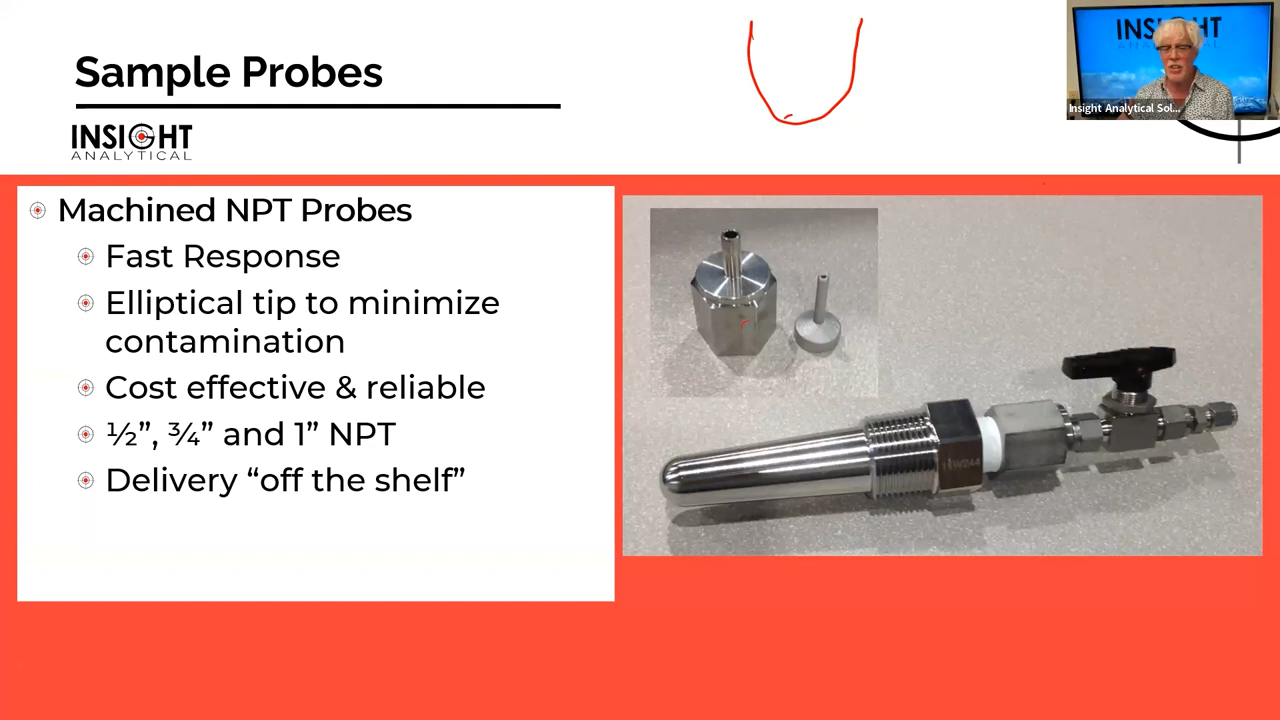 Sample Probes
INSIGHT
ANALYTICAL
INSIGHT
ANALYTICAL
Insight Analytical Sol...
Machined NPT Probes
Fast Response
Elliptical tip to minimize
contamination
Cost effective & reliable
½”, ¾” and 1” NPT
Delivery “off the shelf”